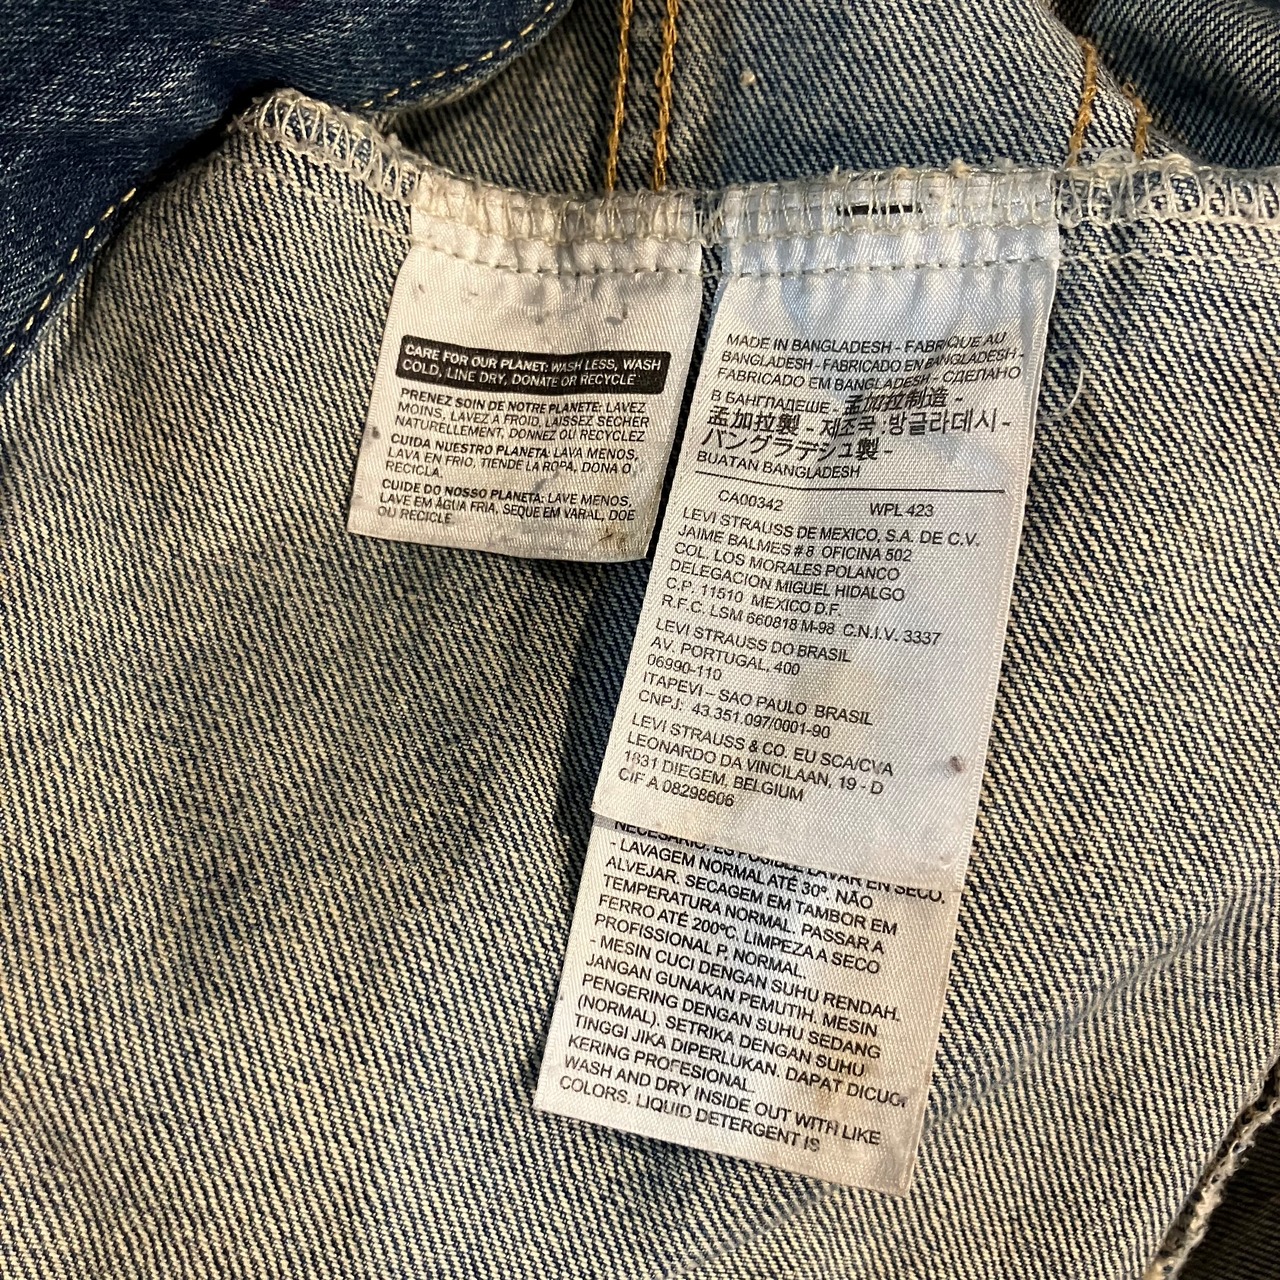 CARE FOR OUR PLANET: WASH LESS, WASH
COLD, LINE DRY, DONATE OR RECYCLE
PRENEZ SOIN DE NOTRE PLANETE: LAVEZ
MOINS, LAVEZ A FROID, LAISSEZ SECHER
NATURELLEMENT, DONNEZ OU RECYCLEZ
CUIDA NUESTRO PLANETA: LAVA MENOS,
LAVA EN FRIO, TIENDE LA ROPA, DONA O
RECICLA
CUIDE DO NOSSO PLANETA: LAVE MENOS,
LAVE EM ÁGUA FRIA, SEQUE EM VARAL, DOE
OU RECICLE
MADE IN BANGLADESH - FABRIQUE AU
BANGLADESH - FABRICADO EN BANGLADESH -
FABRICADO EM BANGLADESH - СДЕЛАНО
В БАНГЛАДЕШЕ - 孟加拉制造 -
孟加拉製 - 제조국 :방글라데시 -
バングラデシュ製 -
BUATAN BANGLADESH
CA00342 WPL 423
LEVI STRAUSS DE MEXICO, S.A. DE C.V.
JAIME BALMES # 8 OFICINA 502
COL. LOS MORALES POLANCO
DELEGACION MIGUEL HIDALGO
C.P. 11510 MEXICO D.F.
R.F.C. LSM 660818 M-98 C.N.I.V. 3337
LEVI STRAUSS DO BRASIL
AV. PORTUGAL, 400
06990-110
ITAPEVI – SAO PAULO BRASIL
CNPJ: 43.351.097/0001-90
LEVI STRAUSS & CO. EU SCA/CVA
LEONARDO DA VINCILAAN, 19 - D
1831 DIEGEM, BELGIUM
CIF A 08298606
NECESARIO. ES POSIBLE LAVAR EN SECO.
- LAVAGEM NORMAL ATÉ 30°. NÃO
ALVEJAR. SECAGEM EM TAMBOR EM
TEMPERATURA NORMAL. PASSAR A
FERRO ATÉ 200ºC. LIMPEZA A SECO
PROFISSIONAL P, NORMAL.
- MESIN CUCI DENGAN SUHU RENDAH.
JANGAN GUNAKAN PEMUTIH. MESIN
PENGERING DENGAN SUHU SEDANG
(NORMAL). SETRIKA DENGAN SUHU
TINGGI JIKA DIPERLUKAN. DAPAT DICUCI
KERING PROFESIONAL
WASH AND DRY INSIDE OUT WITH LIKE
COLORS. LIQUID DETERGENT IS